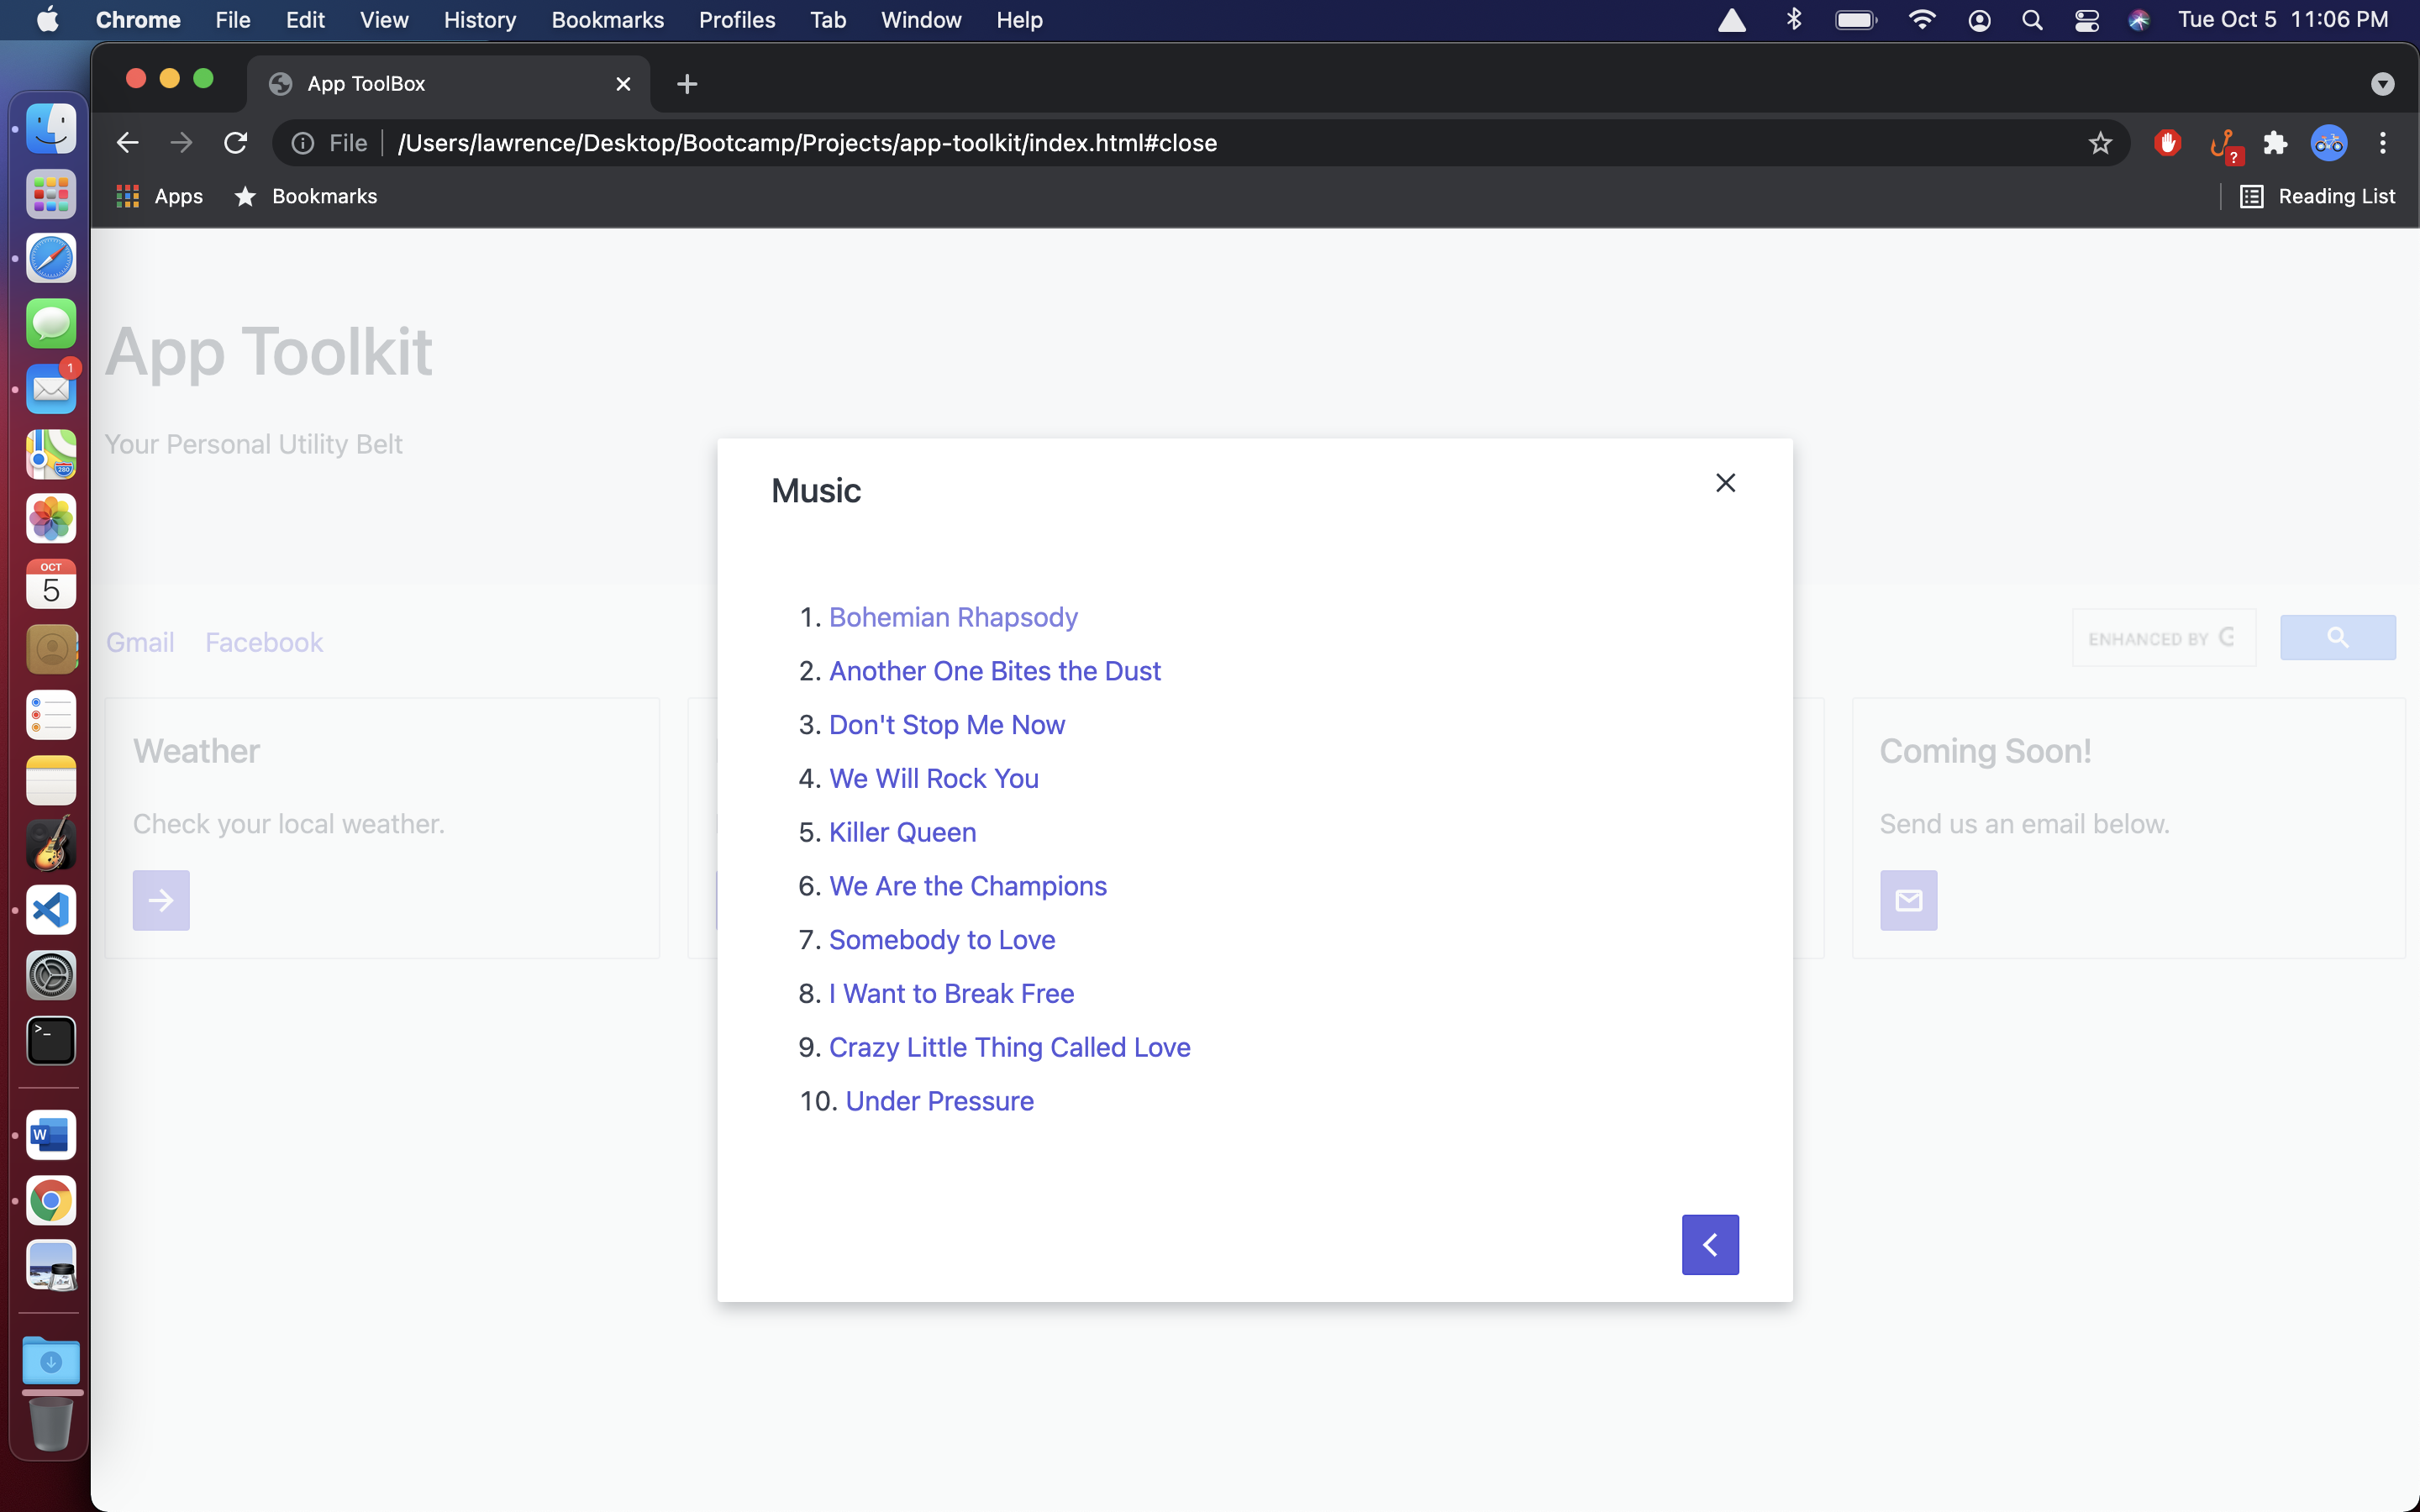 Chrome File Edit View History Bookmarks Profiles Tab Window Help Tue Oct 5 11:06 PM
App ToolBox
File /Users/lawrence/Desktop/Bootcamp/Projects/app-toolkit/index.html#close
?
Apps Bookmarks Reading List
App Toolkit
Your Personal Utility Belt
1
280
OCT
5
>_
W
Music
1. Bohemian Rhapsody
2. Another One Bites the Dust
3. Don't Stop Me Now
4. We Will Rock You
5. Killer Queen
6. We Are the Champions
7. Somebody to Love
8. I Want to Break Free
9. Crazy Little Thing Called Love
10. Under Pressure
Gmail Facebook
ENHANCED BY G
Weather
Check your local weather.
Coming Soon!
Send us an email below.